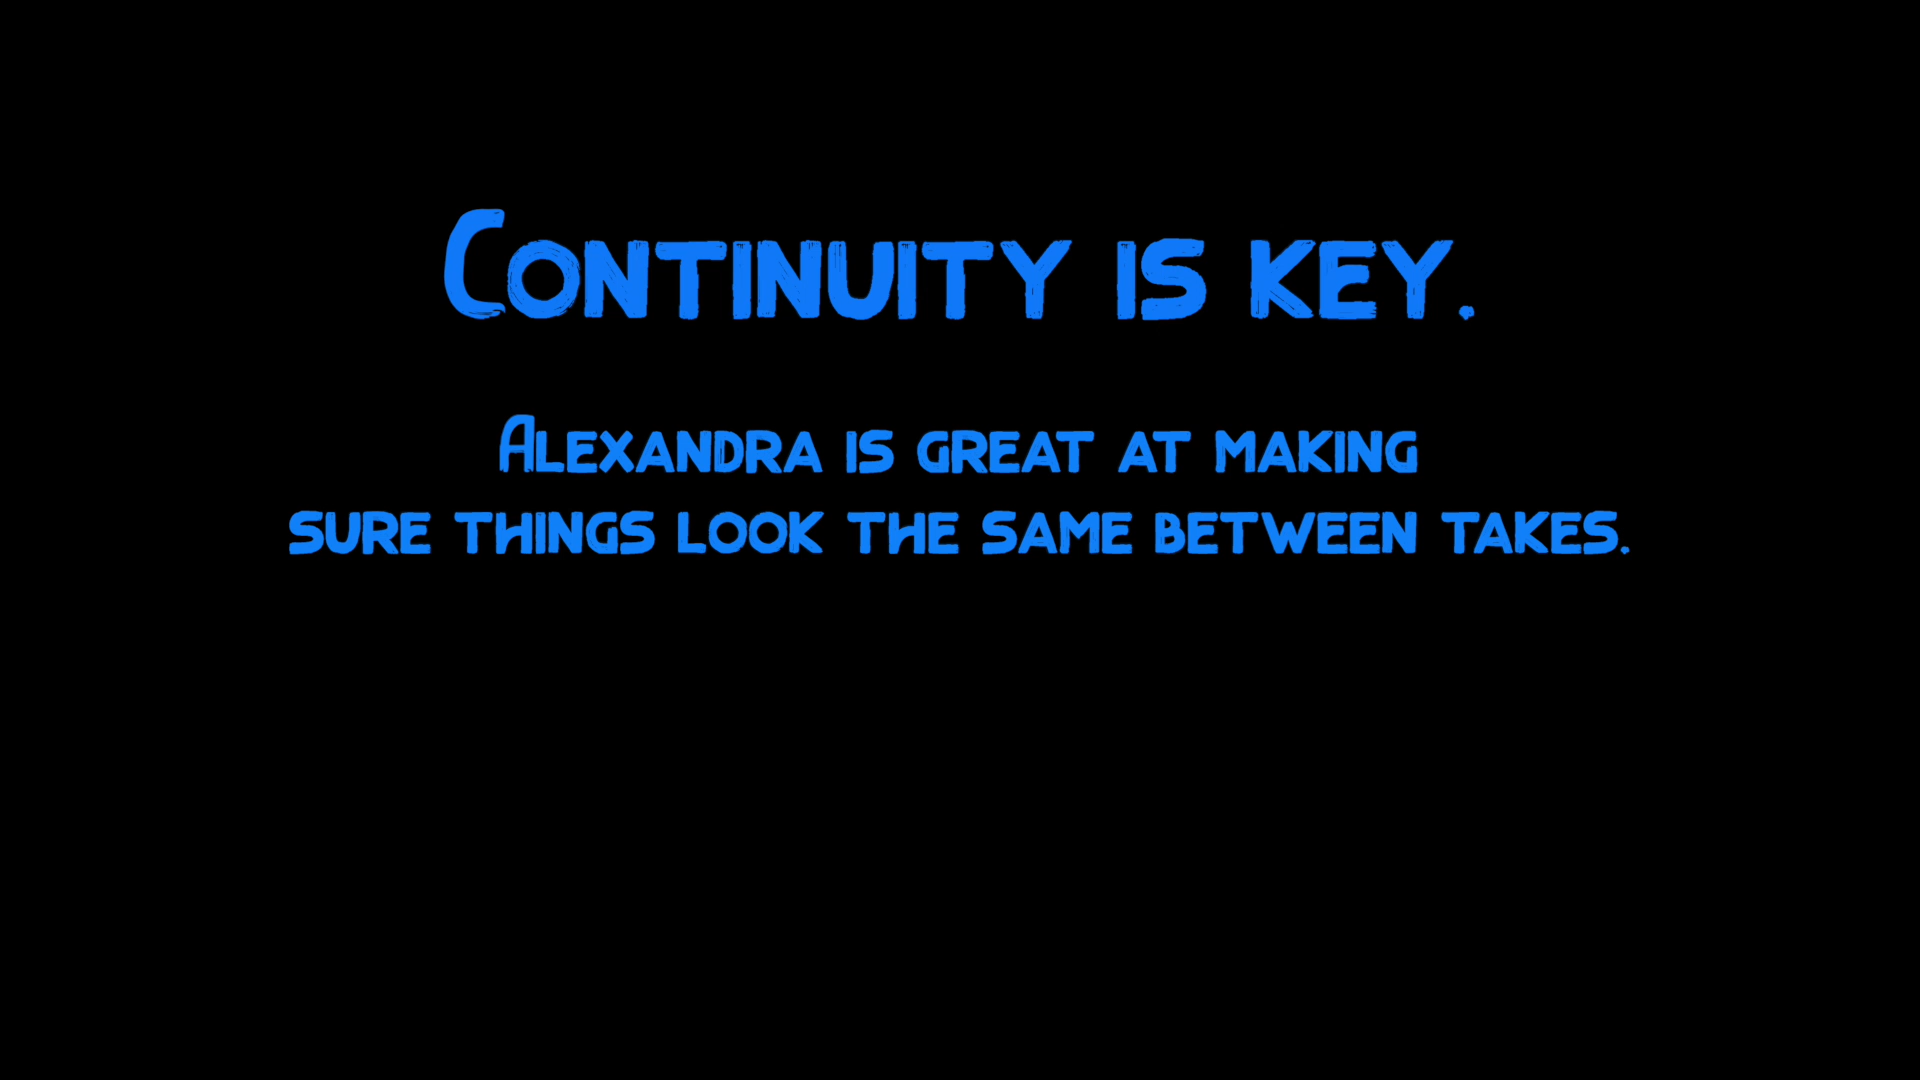 Continuity is key.
Alexandra is great at making
sure things look the same between takes.